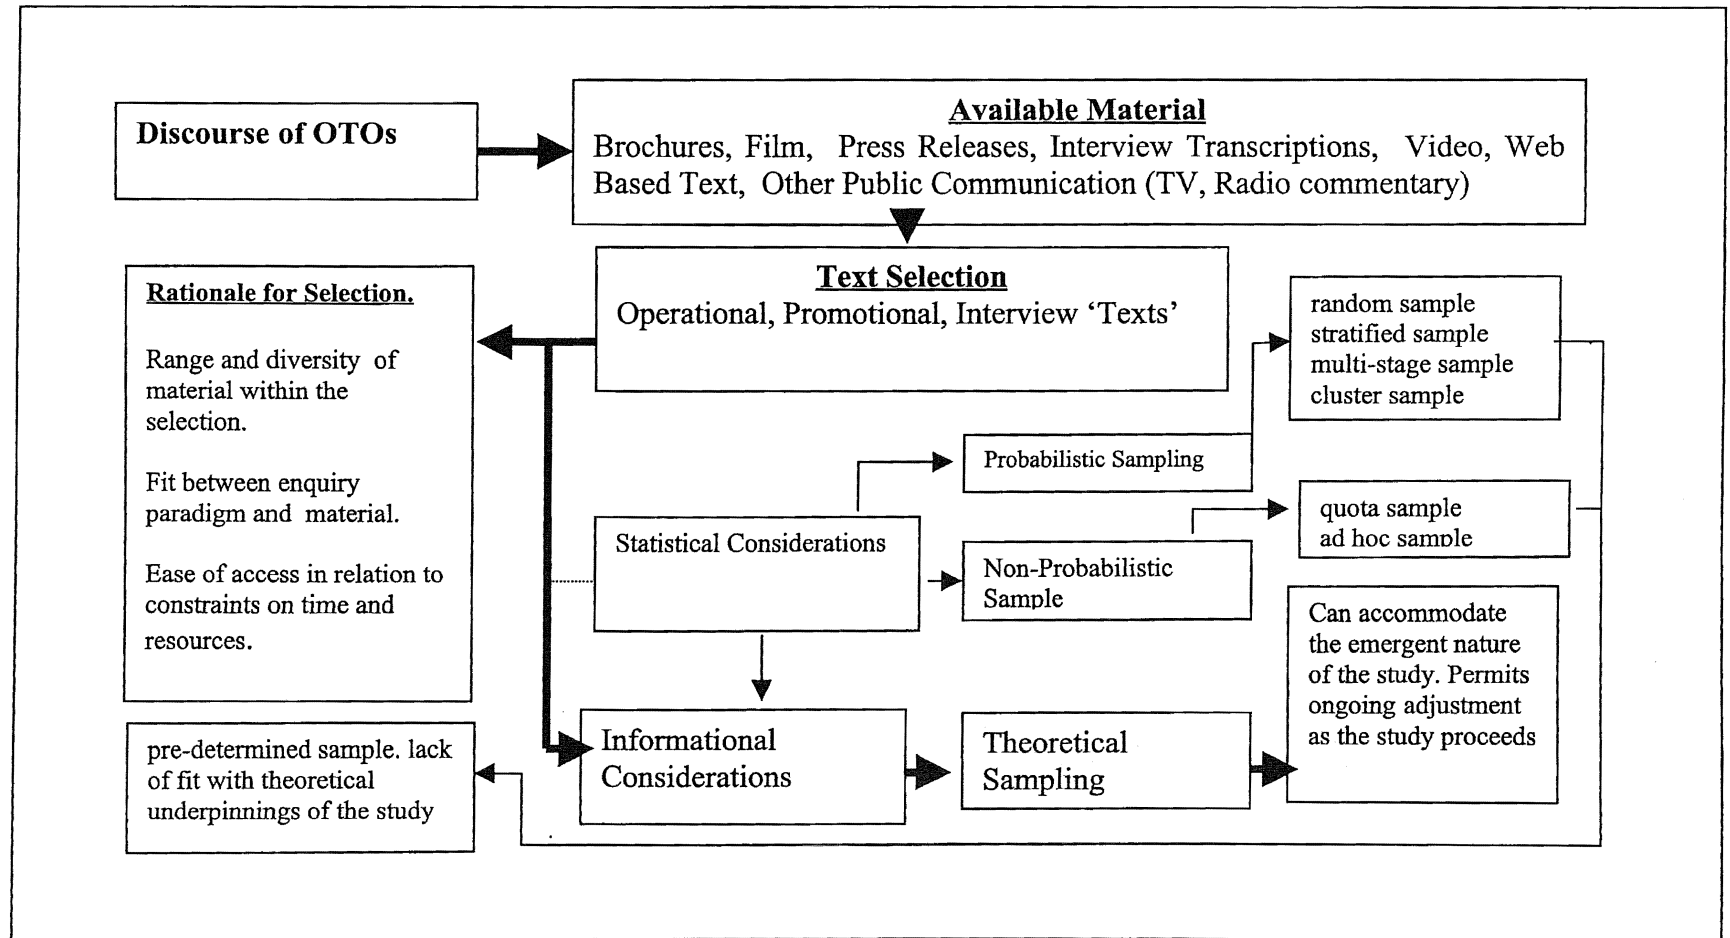 Discourse of OTOs
Available Material
Brochures, Film, Press Releases, Interview Transcriptions, Video, Web
Based Text, Other Public Communication (TV, Radio commentary)
Text Selection
Operational, Promotional, Interview ‘Texts’
Rationale for Selection.
Range and diversity of
material within the
selection.
Fit between enquiry
paradigm and material.
Ease of access in relation to
constraints on time and
resources.
random sample
stratified sample
multi-stage sample
cluster sample
Probabilistic Sampling
Statistical Considerations
quota sample
ad hoc sample
Non-Probabilistic
Sample
Can accommodate
the emergent nature
of the study. Permits
ongoing adjustment
as the study proceeds
Informational
Considerations
Theoretical
Sampling
pre-determined sample. lack
of fit with theoretical
underpinnings of the study